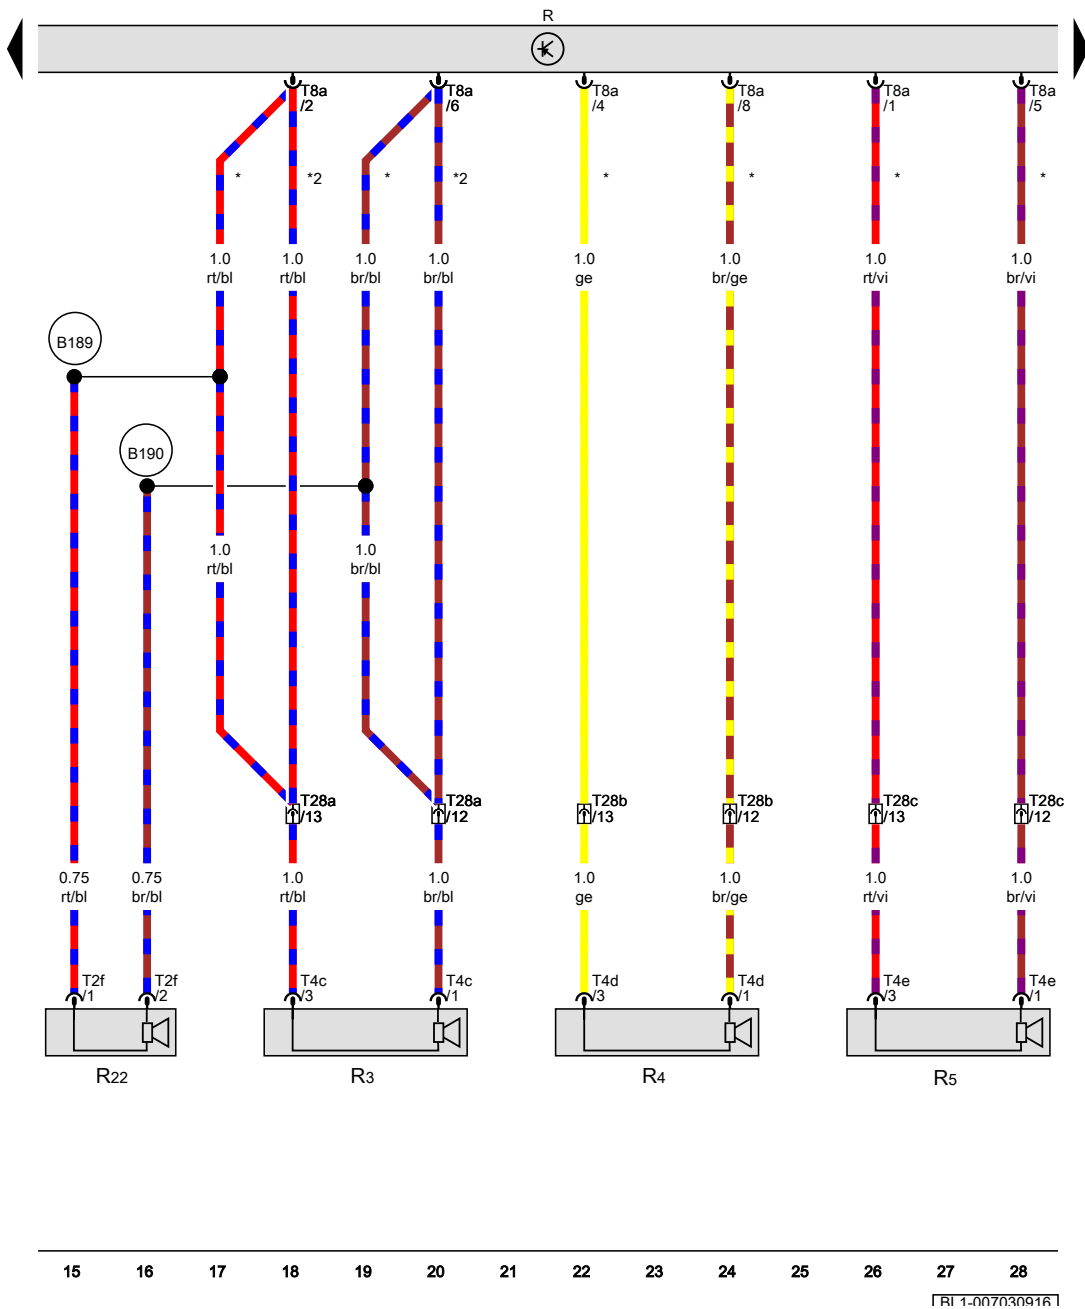 R
T8a
/2
T8a
/6
T8a
/4
T8a
/8
T8a
/1
T8a
/5
* *2 * *2 * * * *
1.0 1.0 1.0 1.0 1.0 1.0 1.0 1.0
rt/bl rt/bl br/bl br/bl ge br/ge rt/vi br/vi
B189
B190
1.0 1.0
rt/bl br/bl
T28a
/13
T28a
/12
T28b
/13
T28b
/12
T28c
/13
T28c
/12
0.75 0.75 1.0 1.0 1.0 1.0 1.0 1.0
rt/bl br/bl rt/bl br/bl ge br/ge rt/vi br/vi
T2f
/1
T2f
/2
T4c
/3
T4c
/1
T4d
/3
T4d
/1
T4e
/3
T4e
/1
R22 R3 R4 R5
15 16 17 18 19 20 21 22 23 24 25 26 27 28
BL1-007030916